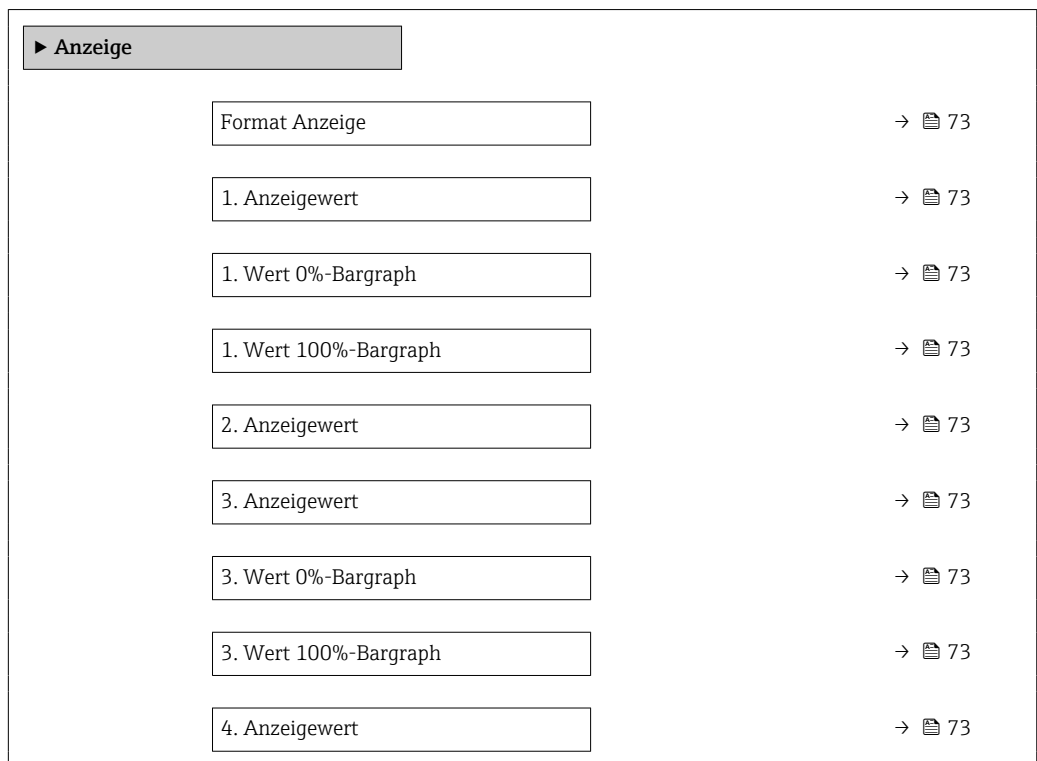 ▶ Anzeige
Format Anzeige → 73
1. Anzeigewert → 73
1. Wert 0%-Bargraph → 73
1. Wert 100%-Bargraph → 73
2. Anzeigewert → 73
3. Anzeigewert → 73
3. Wert 0%-Bargraph → 73
3. Wert 100%-Bargraph → 73
4. Anzeigewert → 73